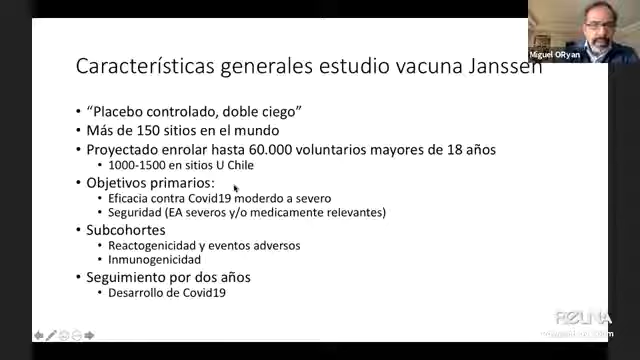 Miguel ORyan
Características generales estudio vacuna Janssen
• “Placebo controlado, doble ciego”
• Más de 150 sitios en el mundo
• Proyectado enrolar hasta 60.000 voluntarios mayores de 18 años
• 1000-1500 en sitios U Chile
• Objetivos primarios:
• Eficacia contra Covid19 moderdo a severo
• Seguridad (EA severos y/o medicamente relevantes)
• Subcohortes
• Reactogenicidad y eventos adversos
• Inmunogenicidad
• Seguimiento por dos años
• Desarrollo de Covid19